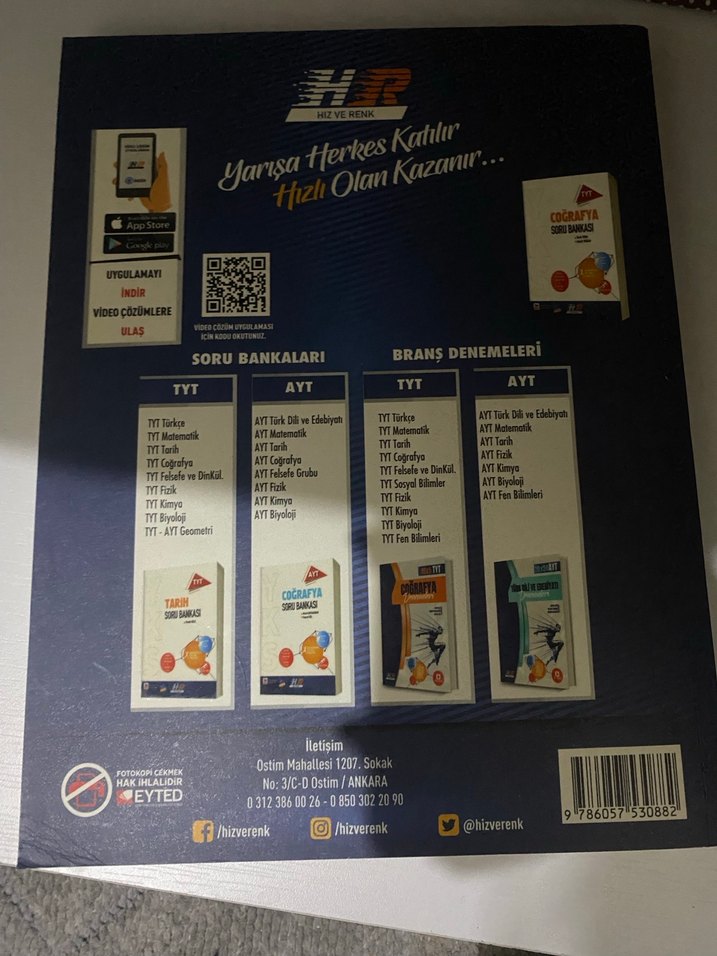 HR
HIZ VE RENK
Yarışa Herkes Katılır
Hızlı Olan Kazanır...
HR
App Store
Google play
UYGULAMAYI
İNDİR
VİDEO ÇÖZÜMLERE
ULAŞ
VİDEO ÇÖZÜM UYGULAMASI
İÇİN KODU OKUTUNUZ.
TYT
COĞRAFYA
SORU BANKASI
HR
SORU BANKALARI
TYT
TYT Türkçe
TYT Matematik
TYT Tarih
TYT Coğrafya
TYT Felsefe ve DinKül.
TYT Fizik
TYT Kimya
TYT Biyoloji
TYT - AYT Geometri
TYT
TARİH
SORU BANKASI
HR
AYT
AYT Türk Dili ve Edebiyatı
AYT Matematik
AYT Tarih
AYT Coğrafya
AYT Felsefe Grubu
AYT Fizik
AYT Kimya
AYT Biyoloji
AYT
COĞRAFYA
SORU BANKASI
HR
BRANŞ DENEMELERİ
TYT
TYT Türkçe
TYT Matematik
TYT Tarih
TYT Coğrafya
TYT Felsefe ve DinKül.
TYT Sosyal Bilimler
TYT Fizik
TYT Kimya
TYT Biyoloji
TYT Fen Bilimleri
TYT
COĞRAFYA
Denemeleri
AYT
AYT Türk Dili ve Edebiyatı
AYT Matematik
AYT Tarih
AYT Fizik
AYT Kimya
AYT Biyoloji
AYT Fen Bilimleri
AYT
TÜRK DİLİ VE EDEBİYATI
Denemeleri
FOTOKOPİ ÇEKMEK
HAK İHLALİDİR
EYTED
İletişim
Ostim Mahallesi 1207. Sokak
No: 3/C-D Ostim / ANKARA
0 312 386 00 26 - 0 850 302 20 90
/hizverenk
/hizverenk
@hizverenk
9 786057 530882